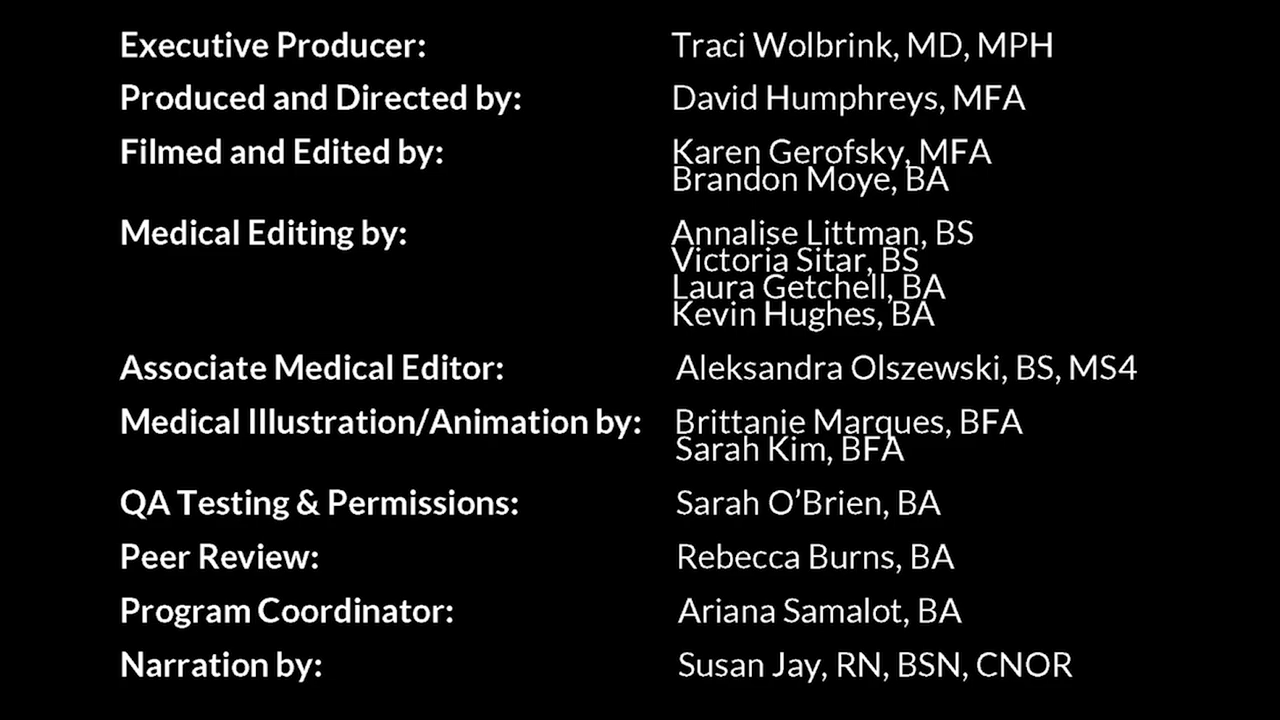 Executive Producer: Traci Wolbrink, MD, MPH
Produced and Directed by: David Humphreys, MFA
Filmed and Edited by: Karen Gerofsky, MFA
Brandon Moye, BA
Medical Editing by: Annalise Littman, BS
Victoria Sitar, BS
Laura Getchell, BA
Kevin Hughes, BA
Associate Medical Editor: Aleksandra Olszewski, BS, MS4
Medical Illustration/Animation by: Brittanie Marques, BFA
Sarah Kim, BFA
QA Testing & Permissions: Sarah O’Brien, BA
Peer Review: Rebecca Burns, BA
Program Coordinator: Ariana Samalot, BA
Narration by: Susan Jay, RN, BSN, CNOR